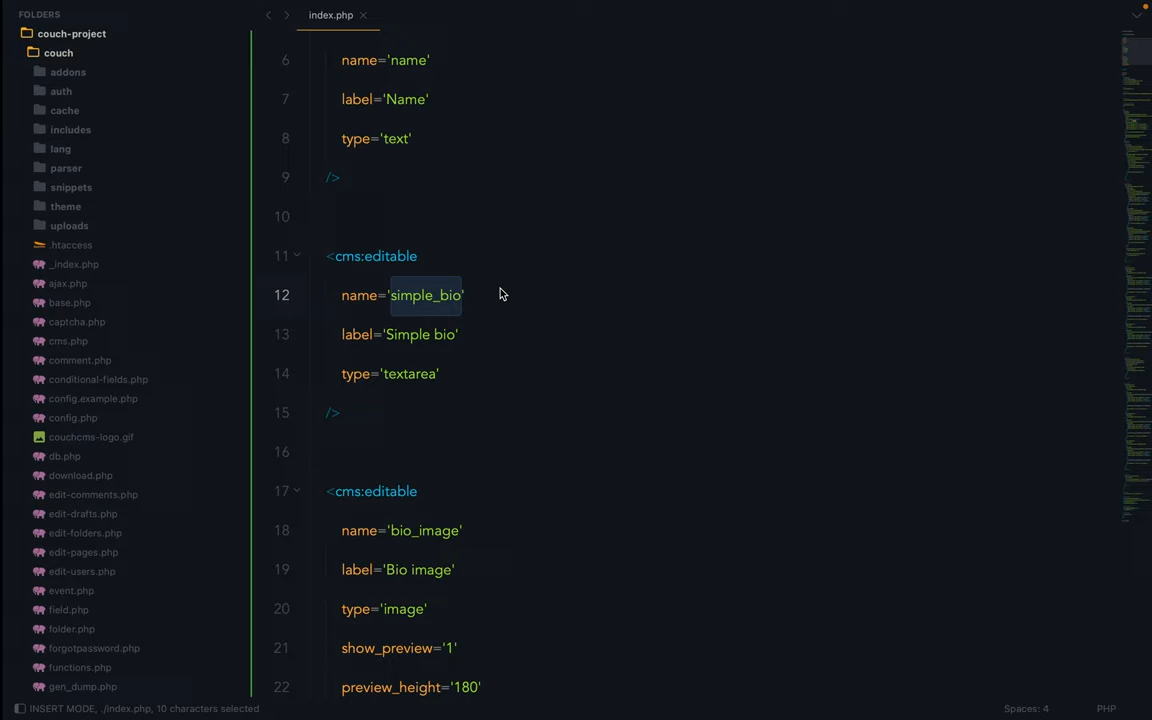 FOLDERS
couch-project
couch
addons
auth
cache
includes
lang
parser
snippets
theme
uploads
.htaccess
_index.php
ajax.php
base.php
captcha.php
cms.php
comment.php
conditional-fields.php
config.example.php
config.php
couchcms-logo.gif
db.php
download.php
edit-comments.php
edit-drafts.php
edit-folders.php
edit-pages.php
edit-users.php
event.php
field.php
folder.php
forgotpassword.php
functions.php
gen_dump.php
index.php
6 name='name'
7 label='Name'
8 type='text'
9 />
10
11 <cms:editable
12 name='simple_bio'
13 label='Simple bio'
14 type='textarea'
15 />
16
17 <cms:editable
18 name='bio_image'
19 label='Bio image'
20 type='image'
21 show_preview='1'
22 preview_height='180'
INSERT MODE, ./index.php, 10 characters selected
Spaces: 4
PHP